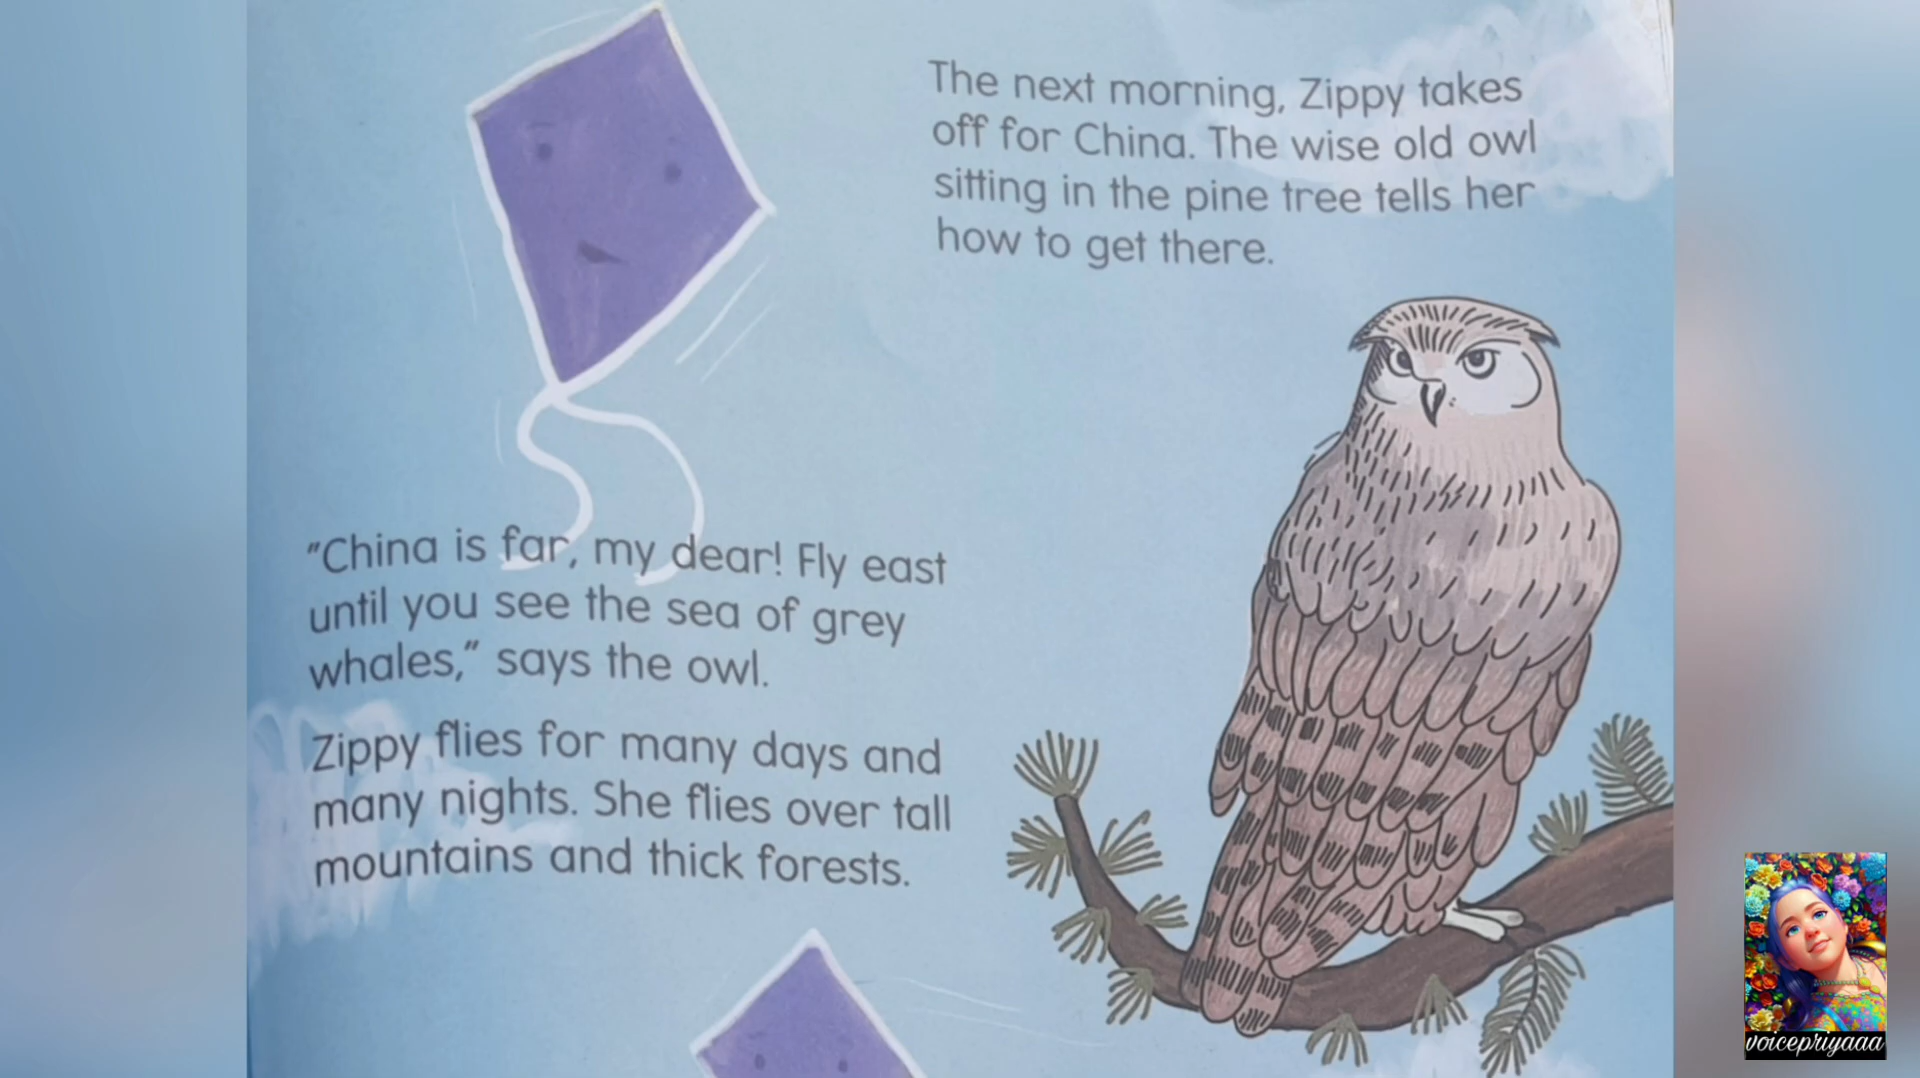 The next morning, Zippy takes
off for China. The wise old owl
sitting in the pine tree tells her
how to get there.
"China is far, my dear! Fly east
until you see the sea of grey
whales," says the owl.
Zippy flies for many days and
many nights. She flies over tall
mountains and thick forests.
voicepriyaaa